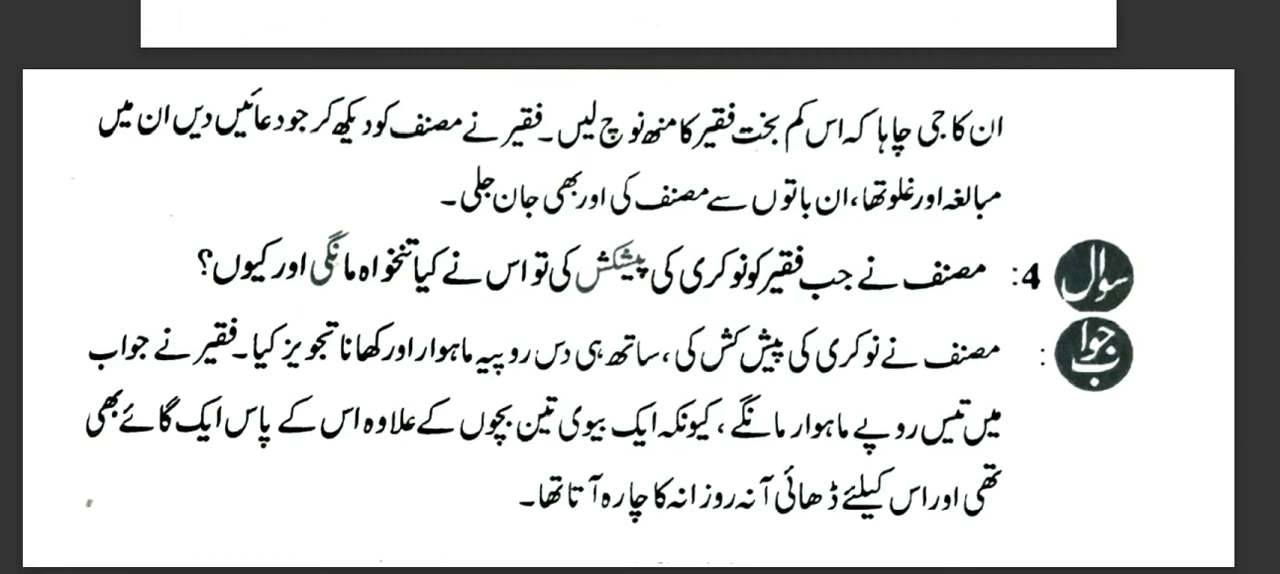 ان کا جی چاہا کہ اس کم بخت فقیر کا منھ نوچ لیں۔ فقیر نے مصنف کو دیکھ کر جو دعائیں دیں ان میں
مبالغہ اور غلو تھا، ان باتوں سے مصنف کی اور بھی جان جلی۔
سوال 4: مصنف نے جب فقیر کو نوکری کی پیشکش کی تو اس نے کیا تنخواہ مانگی اور کیوں؟
جواب : مصنف نے نوکری کی پیش کش کی، ساتھ ہی دس روپیہ ماہوار اور کھانا تجویز کیا۔ فقیر نے جواب
میں تیس روپے ماہوار مانگے، کیونکہ ایک بیوی تین بچوں کے علاوہ اس کے پاس ایک گائے بھی
تھی اور اس کیلئے ڈھائی آنہ روزانہ کا چارہ آتا تھا۔